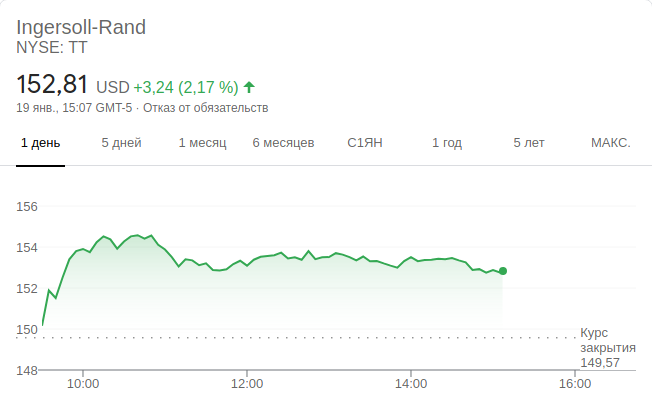 Ingersoll-Rand
NYSE: TT
152,81 USD +3,24 (2,17 %)
19 янв., 15:07 GMT-5 · Отказ от обязательств
1 день 5 дней 1 месяц 6 месяцев С1ЯН 1 год 5 лет МАКС.
156
154
152
150
Курс
закрытия
149,57
148
10:00 12:00 14:00 16:00